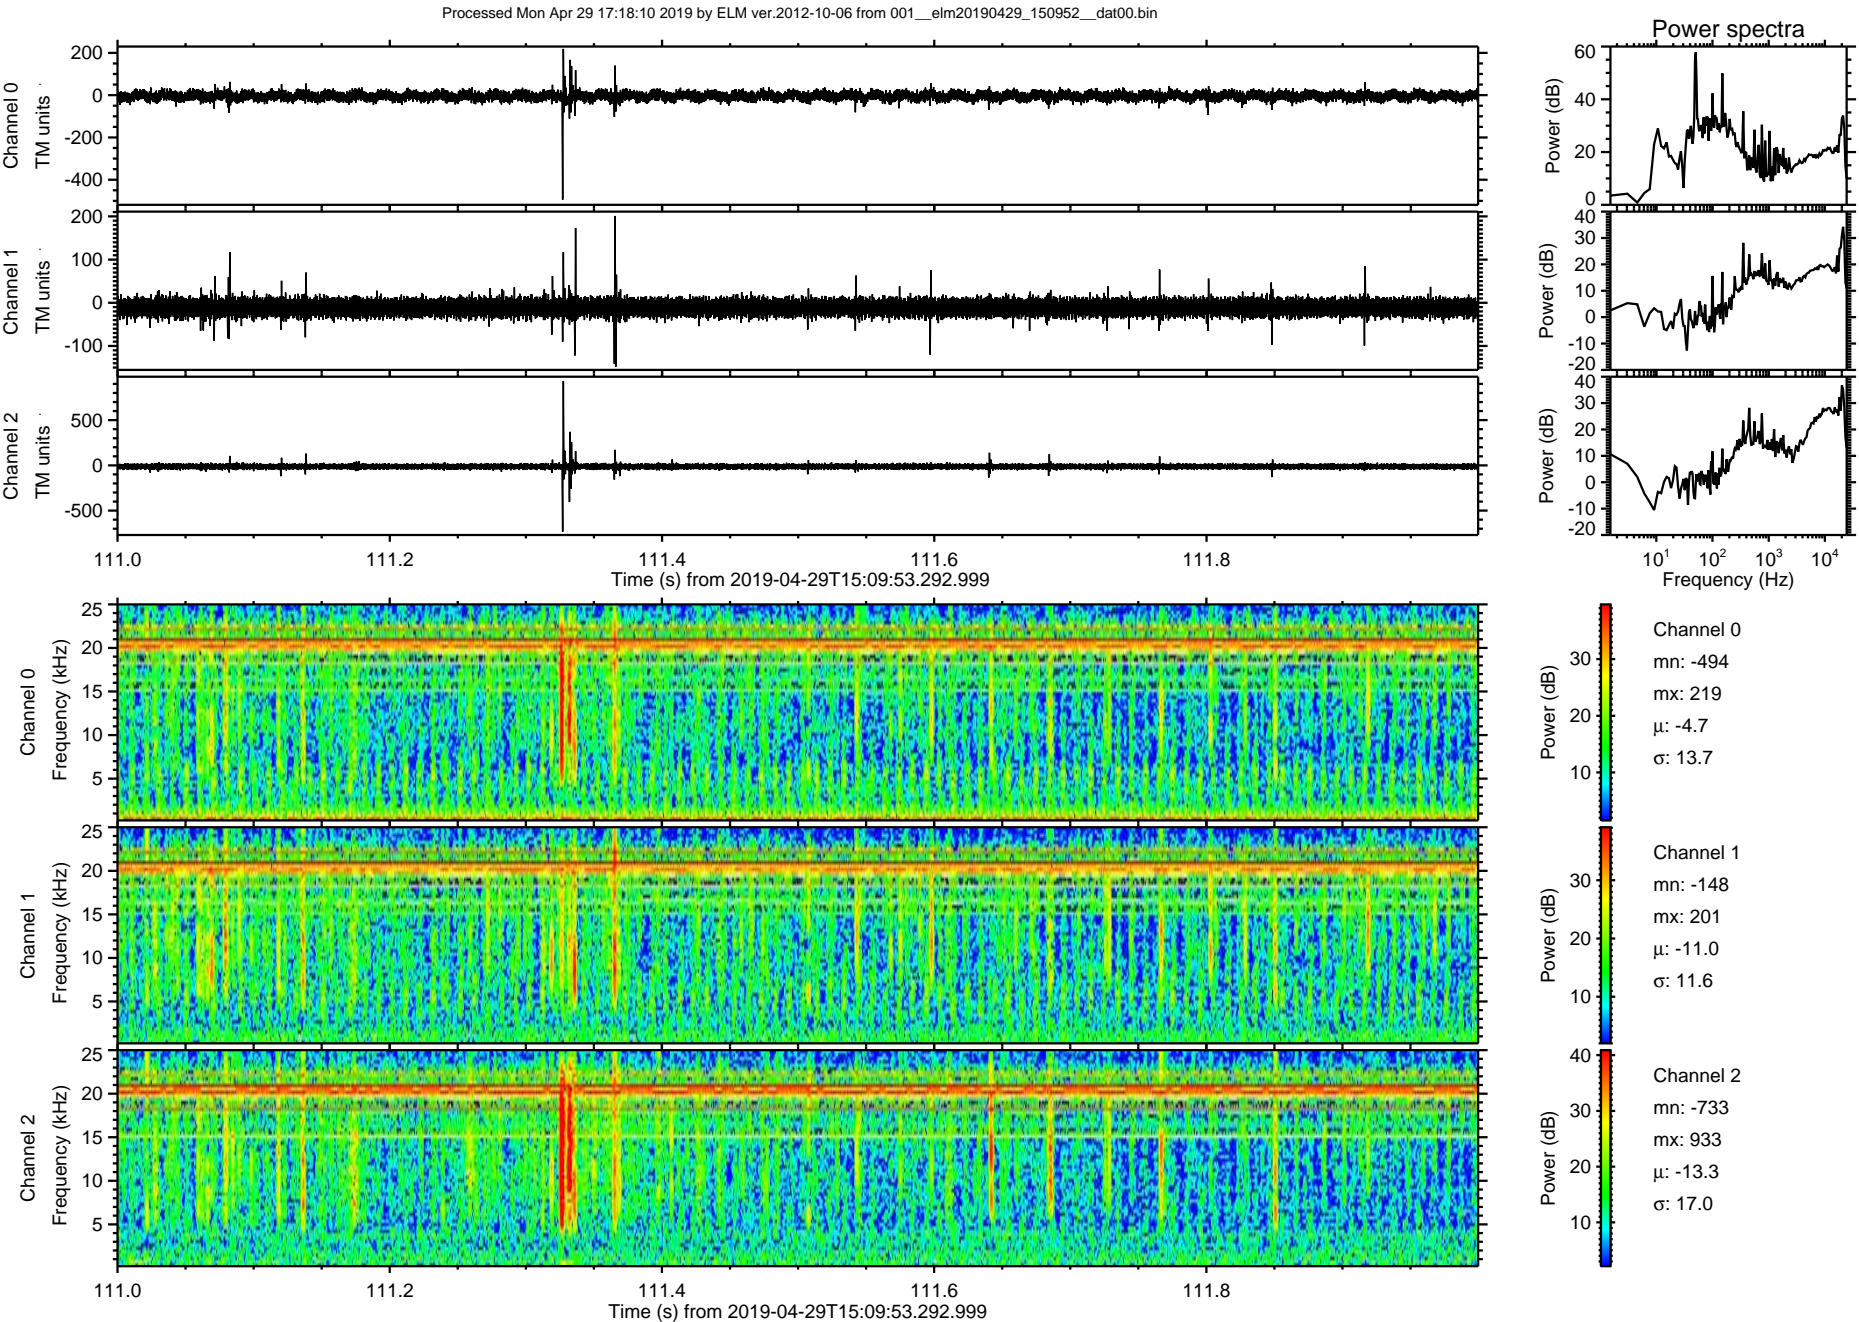 Processed Mon Apr 29 17:18:10 2019 by ELM ver.2012-10-06 from 001__elm20190429_150952__dat00.bin
Power spectra
Channel 0
TM units
200
0
-200
-400
Power (dB)
60
40
20
0
Channel 1
TM units
200
100
0
-100
Power (dB)
40
30
20
10
0
-10
-20
Channel 2
TM units
500
0
-500
Power (dB)
40
30
20
10
0
-10
-20
111.0 111.2 111.4 111.6 111.8
Time (s) from 2019-04-29T15:09:53.292.999
10¹ 10² 10³ 10⁴
Frequency (Hz)
Channel 0
Frequency (kHz)
25
20
15
10
5
Power (dB)
30
20
10
Channel 0
mn: -494
mx: 219
μ: -4.7
σ: 13.7
Channel 1
Frequency (kHz)
25
20
15
10
5
Power (dB)
30
20
10
Channel 1
mn: -148
mx: 201
μ: -11.0
σ: 11.6
Channel 2
Frequency (kHz)
25
20
15
10
5
Power (dB)
40
30
20
10
Channel 2
mn: -733
mx: 933
μ: -13.3
σ: 17.0
111.0 111.2 111.4 111.6 111.8
Time (s) from 2019-04-29T15:09:53.292.999